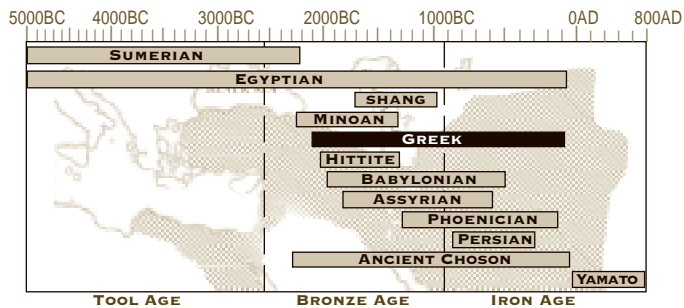 5000BC 4000BC 3000BC 2000BC 1000BC 0AD 800AD
SUMERIAN
EGYPTIAN
SHANG
MINOAN
GREEK
HITTITE
BABYLONIAN
ASSYRIAN
PHOENICIAN
PERSIAN
ANCIENT CHOSON
YAMATO
TOOL AGE BRONZE AGE IRON AGE